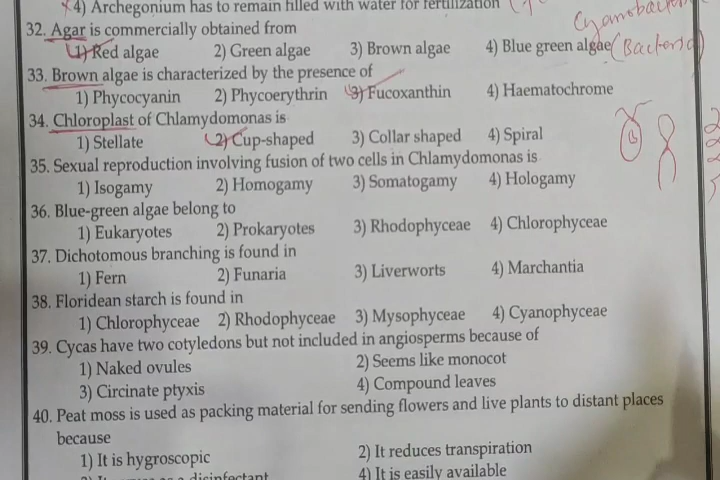 4) Archegonium has to remain filled with water for fertilization
Cyanobacteria
32. Agar is commercially obtained from
1) Red algae 2) Green algae 3) Brown algae 4) Blue green algae (Bacteria)
33. Brown algae is characterized by the presence of
1) Phycocyanin 2) Phycoerythrin 3) Fucoxanthin 4) Haematochrome
34. Chloroplast of Chlamydomonas is
1) Stellate 2) Cup-shaped 3) Collar shaped 4) Spiral
35. Sexual reproduction involving fusion of two cells in Chlamydomonas is
1) Isogamy 2) Homogamy 3) Somatogamy 4) Hologamy
36. Blue-green algae belong to
1) Eukaryotes 2) Prokaryotes 3) Rhodophyceae 4) Chlorophyceae
37. Dichotomous branching is found in
1) Fern 2) Funaria 3) Liverworts 4) Marchantia
38. Floridean starch is found in
1) Chlorophyceae 2) Rhodophyceae 3) Mysophyceae 4) Cyanophyceae
39. Cycas have two cotyledons but not included in angiosperms because of
1) Naked ovules 2) Seems like monocot
3) Circinate ptyxis 4) Compound leaves
40. Peat moss is used as packing material for sending flowers and live plants to distant places
because
1) It is hygroscopic 2) It reduces transpiration
disinfectant 4) It is easily available